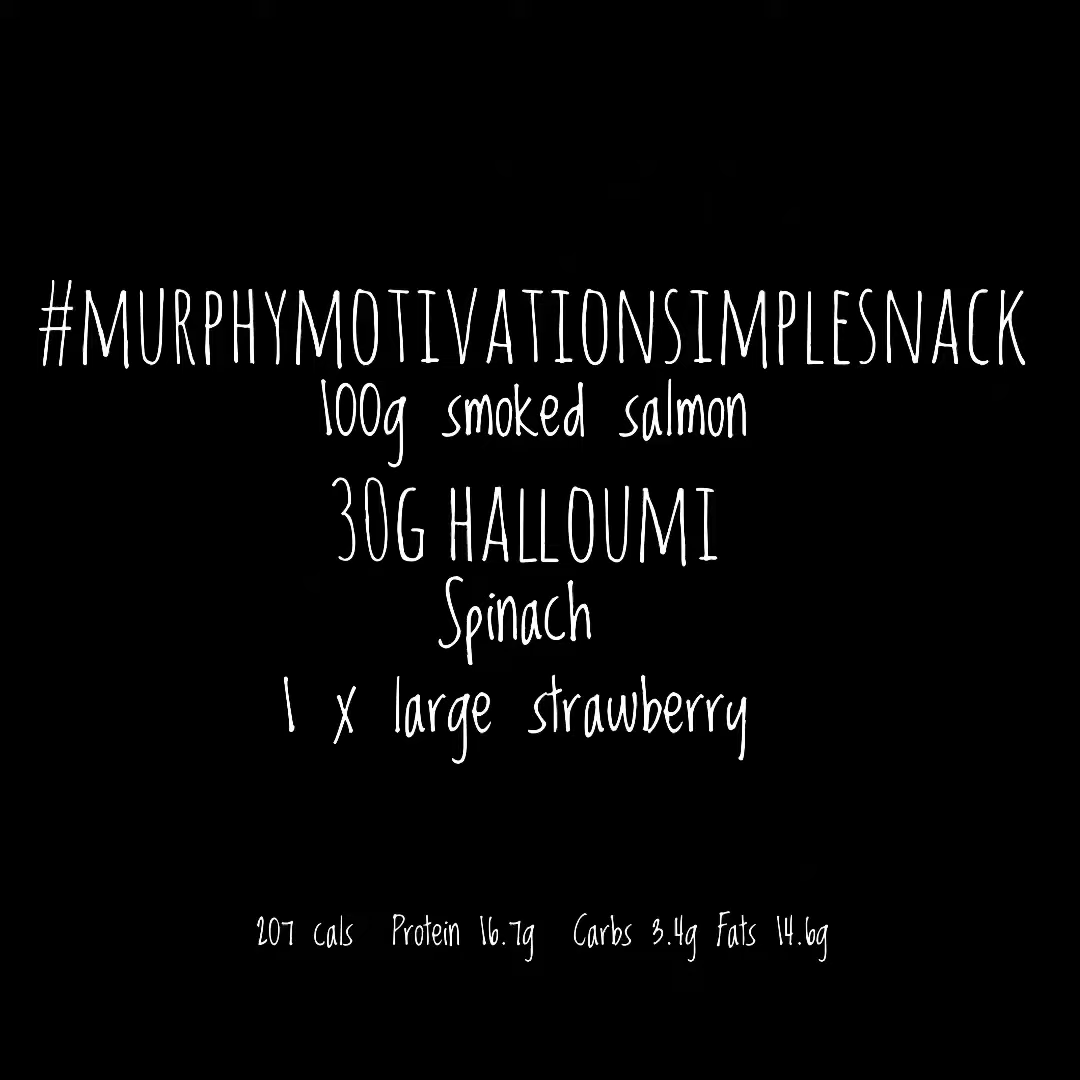 #MURPHYMOTIVATIONSIMPLESNACK
100g smoked salmon
30G HALLOUMI
Spinach
1 x large strawberry
207 cals Protein 16.7g Carbs 3.4g Fats 14.6g